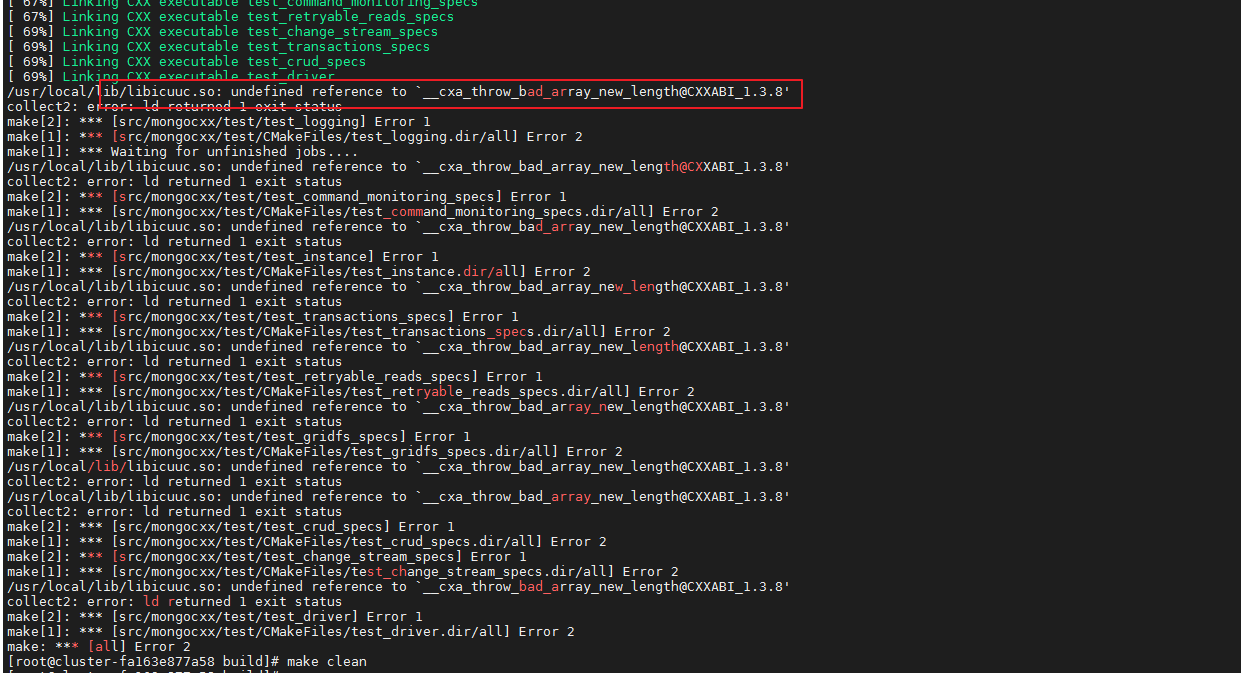 [ 67%] Linking CXX executable test_command_monitoring_specs
[ 67%] Linking CXX executable test_retryable_reads_specs
[ 69%] Linking CXX executable test_change_stream_specs
[ 69%] Linking CXX executable test_transactions_specs
[ 69%] Linking CXX executable test_crud_specs
[ 69%] Linking CXX executable test_driver
/usr/local/lib/libicuuc.so: undefined reference to `__cxa_throw_bad_array_new_length@CXXABI_1.3.8'
collect2: error: ld returned 1 exit status
make[2]: *** [src/mongocxx/test/test_logging] Error 1
make[1]: *** [src/mongocxx/test/CMakeFiles/test_logging.dir/all] Error 2
make[1]: *** Waiting for unfinished jobs....
/usr/local/lib/libicuuc.so: undefined reference to `__cxa_throw_bad_array_new_length@CXXABI_1.3.8'
collect2: error: ld returned 1 exit status
make[2]: *** [src/mongocxx/test/test_command_monitoring_specs] Error 1
make[1]: *** [src/mongocxx/test/CMakeFiles/test_command_monitoring_specs.dir/all] Error 2
/usr/local/lib/libicuuc.so: undefined reference to `__cxa_throw_bad_array_new_length@CXXABI_1.3.8'
collect2: error: ld returned 1 exit status
make[2]: *** [src/mongocxx/test/test_instance] Error 1
make[1]: *** [src/mongocxx/test/CMakeFiles/test_instance.dir/all] Error 2
/usr/local/lib/libicuuc.so: undefined reference to `__cxa_throw_bad_array_new_length@CXXABI_1.3.8'
collect2: error: ld returned 1 exit status
make[2]: *** [src/mongocxx/test/test_transactions_specs] Error 1
make[1]: *** [src/mongocxx/test/CMakeFiles/test_transactions_specs.dir/all] Error 2
/usr/local/lib/libicuuc.so: undefined reference to `__cxa_throw_bad_array_new_length@CXXABI_1.3.8'
collect2: error: ld returned 1 exit status
make[2]: *** [src/mongocxx/test/test_retryable_reads_specs] Error 1
make[1]: *** [src/mongocxx/test/CMakeFiles/test_retryable_reads_specs.dir/all] Error 2
/usr/local/lib/libicuuc.so: undefined reference to `__cxa_throw_bad_array_new_length@CXXABI_1.3.8'
collect2: error: ld returned 1 exit status
make[2]: *** [src/mongocxx/test/test_gridfs_specs] Error 1
make[1]: *** [src/mongocxx/test/CMakeFiles/test_gridfs_specs.dir/all] Error 2
/usr/local/lib/libicuuc.so: undefined reference to `__cxa_throw_bad_array_new_length@CXXABI_1.3.8'
collect2: error: ld returned 1 exit status
/usr/local/lib/libicuuc.so: undefined reference to `__cxa_throw_bad_array_new_length@CXXABI_1.3.8'
collect2: error: ld returned 1 exit status
make[2]: *** [src/mongocxx/test/test_crud_specs] Error 1
make[1]: *** [src/mongocxx/test/CMakeFiles/test_crud_specs.dir/all] Error 2
make[2]: *** [src/mongocxx/test/test_change_stream_specs] Error 1
make[1]: *** [src/mongocxx/test/CMakeFiles/test_change_stream_specs.dir/all] Error 2
/usr/local/lib/libicuuc.so: undefined reference to `__cxa_throw_bad_array_new_length@CXXABI_1.3.8'
collect2: error: ld returned 1 exit status
make[2]: *** [src/mongocxx/test/test_driver] Error 1
make[1]: *** [src/mongocxx/test/CMakeFiles/test_driver.dir/all] Error 2
make: *** [all] Error 2
[root@cluster-fa163e877a58 build]# make clean